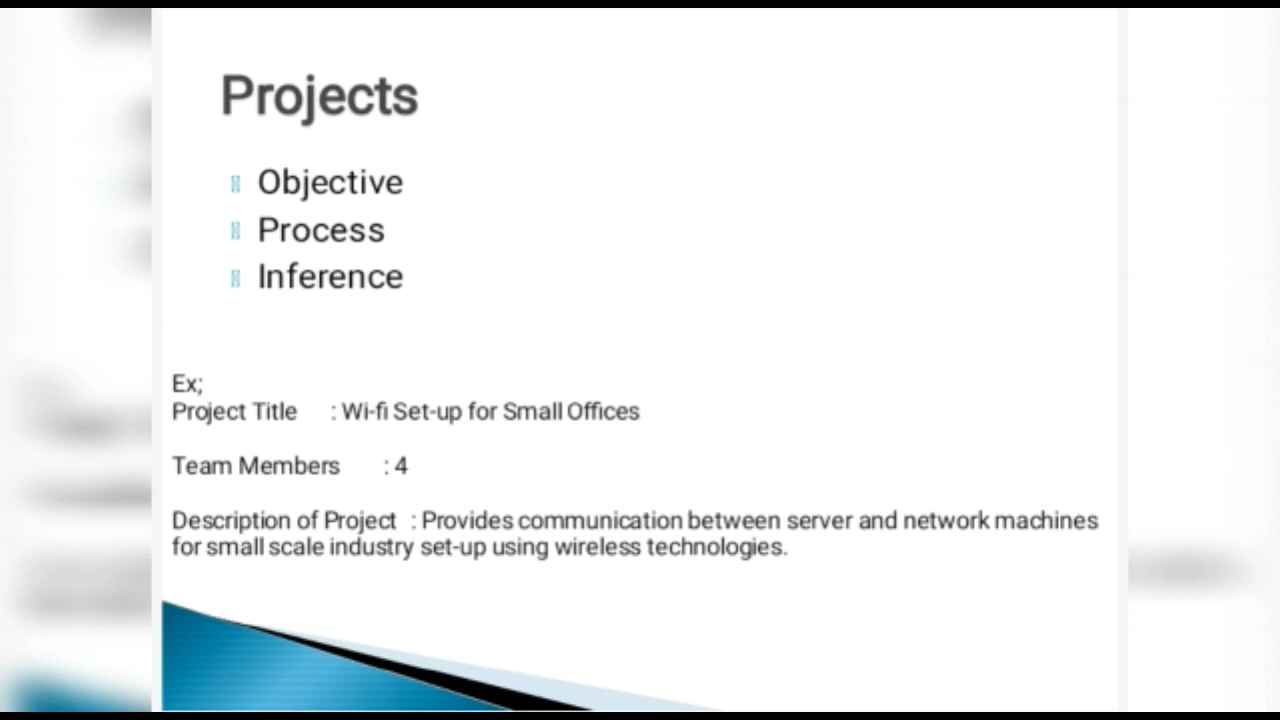 Projects
Objective
Process
Inference
Ex;
Project Title : Wi-fi Set-up for Small Offices
Team Members : 4
Description of Project : Provides communication between server and network machines
for small scale industry set-up using wireless technologies.